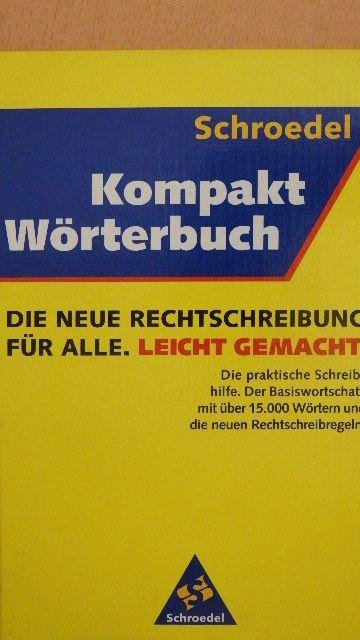 Schroedel
Kompakt
Wörterbuch
DIE NEUE RECHTSCHREIBUNG
FÜR ALLE. LEICHT GEMACHT
Die praktische Schreib
hilfe. Der Basiswortschat
mit über 15.000 Wörtern und
die neuen Rechtschreibregeln
Schroedel